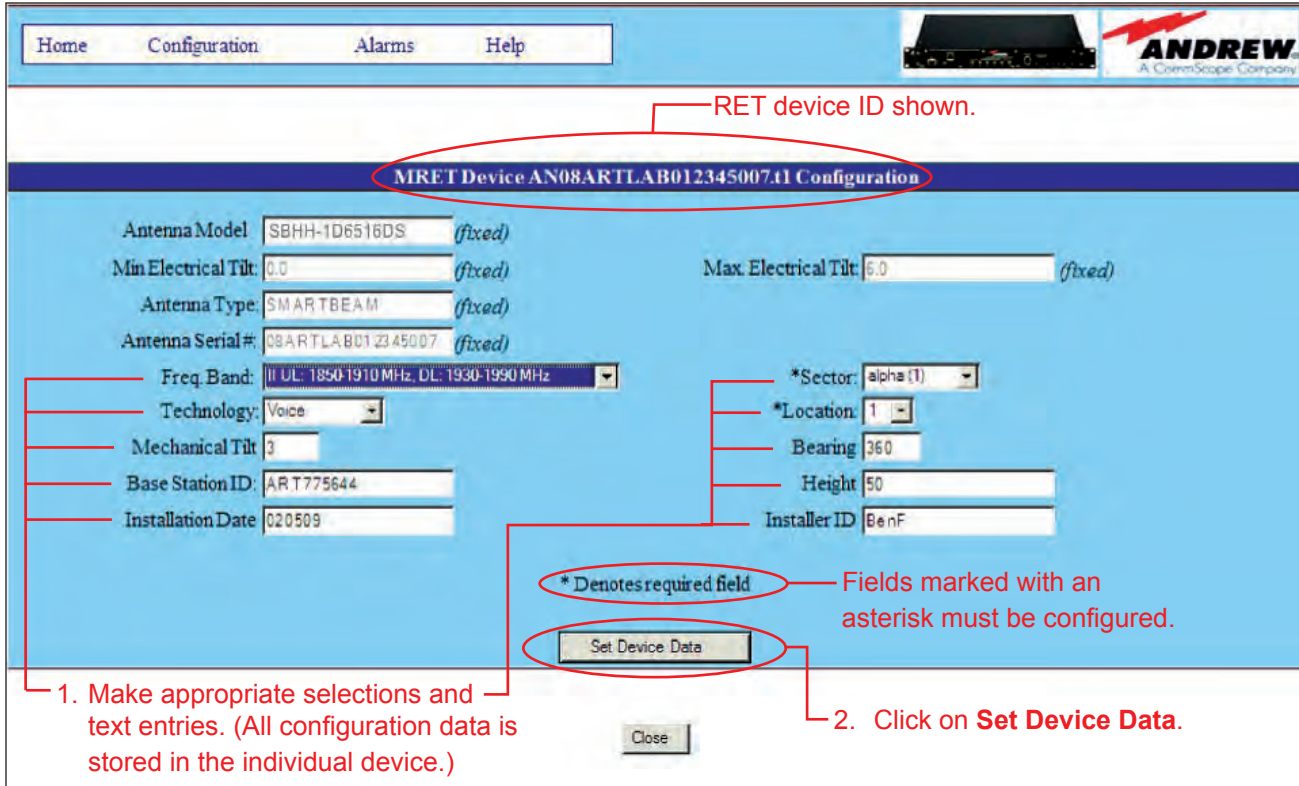 Home Configuration Alarms Help
ANDREW.
A CommScope Company
RET device ID shown.
MRET Device AN08ARTLAB012345007.t1 Configuration
Antenna Model SBHH-1D6516DS (fixed)
Min Electrical Tilt: 0.0 (fixed) Max. Electrical Tilt: 6.0 (fixed)
Antenna Type: SMARTBEAM (fixed)
Antenna Serial #: 08ARTLAB012345007 (fixed)
Freq. Band: II UL: 1850-1910 MHz, DL: 1930-1990 MHz *Sector: alpha (1)
Technology: Voice *Location: 1
Mechanical Tilt 3 Bearing 360
Base Station ID: ART775644 Height 50
Installation Date 020509 Installer ID BenF
* Denotes required field
Fields marked with an
asterisk must be configured.
Set Device Data
1. Make appropriate selections and
text entries. (All configuration data is
stored in the individual device.)
2. Click on Set Device Data.
Close